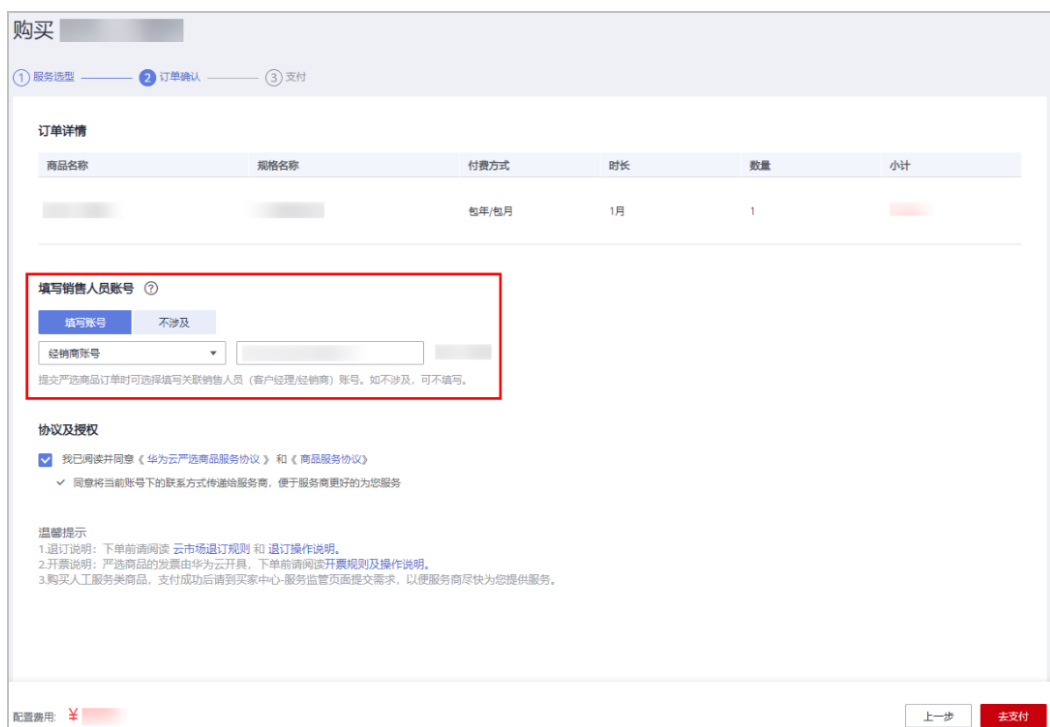 购买
1 服务选型 2 订单确认 3 支付
订单详情
商品名称 规格名称 付费方式 时长 数量 小计
包年/包月 1月 1
填写销售人员账号 ?
填写账号 不涉及
经销商账号
提交严选商品订单时可选择填写关联销售人员（客户经理/经销商）账号。如不涉及，可不填写。
协议及授权
我已阅读并同意《华为云严选商品服务协议》和《商品服务协议》
同意将当前账号下的联系方式传递给服务商，便于服务商更好的为您服务
温馨提示
1.退订说明：下单前请阅读 云市场退订规则 和 退订操作说明。
2.开票说明：严选商品的发票由华为云开具，下单前请阅读开票规则及操作说明。
3.购买人工服务类商品，支付成功后请到买家中心-服务监管页面提交需求，以便服务商尽快为您提供服务。
配置费用: ¥
上一步 去支付